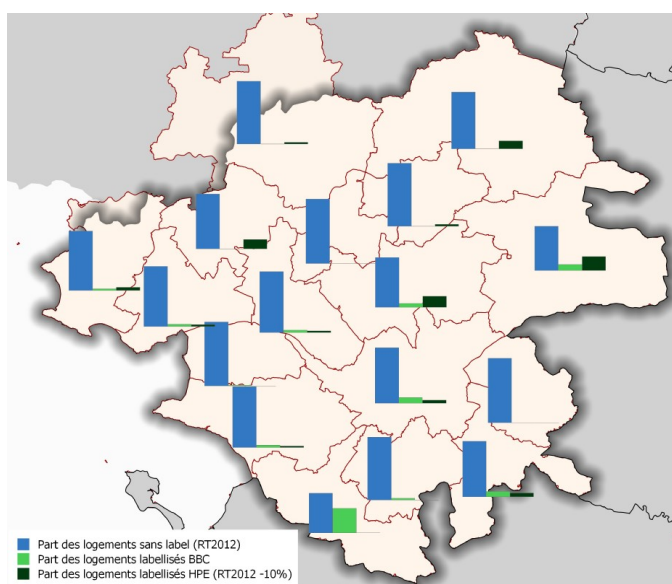 Part des logements sans label (RT2012)
Part des logements labellisés BBC
Part des logements labellisés HPE (RT2012 -10%)